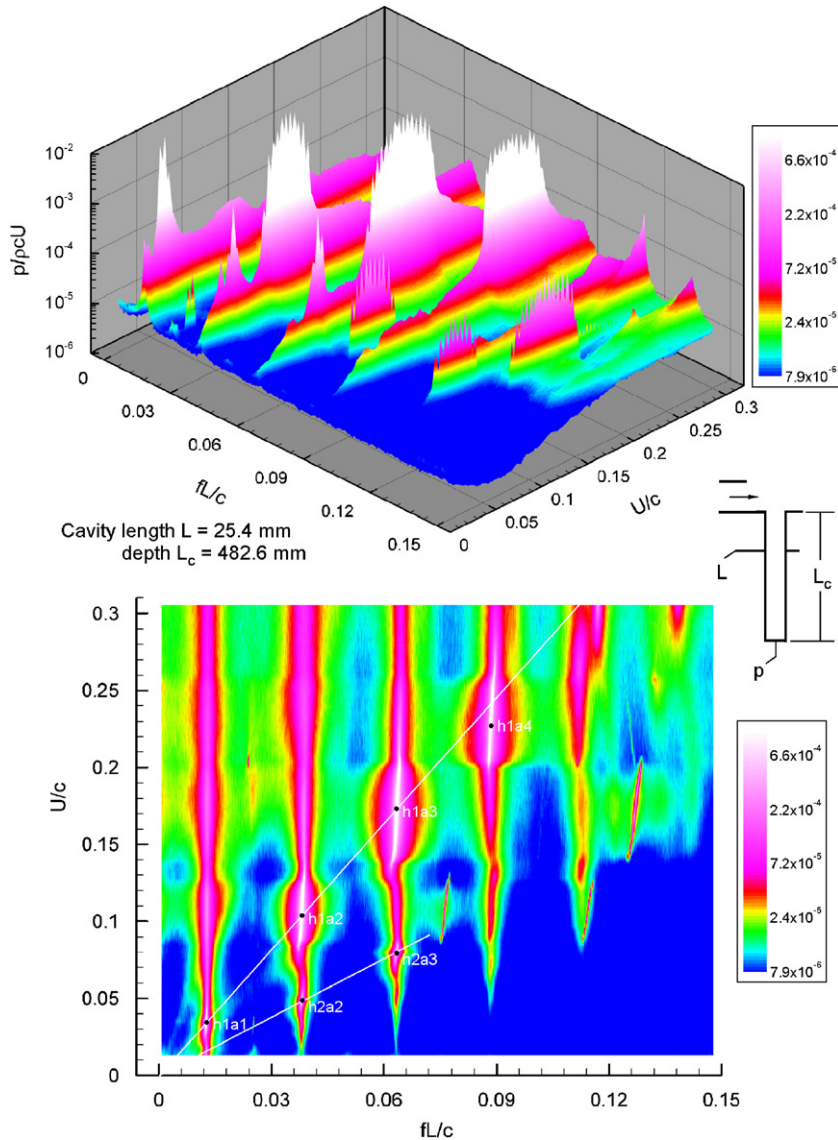 10⁻²
10⁻³
10⁻⁴
10⁻⁵
10⁻⁶
p/ρcU
0
0.03
0.06
0.09
0.12
0.15
fL/c
0
0.05
0.1
0.15
0.2
0.25
0.3
U/c
6.6x10⁻⁴
2.2x10⁻⁴
7.2x10⁻⁵
2.4x10⁻⁵
7.9x10⁻⁶
Cavity length L = 25.4 mm
depth L_c = 482.6 mm
L
L_c
p
0.3
0.25
0.2
0.15
0.1
0.05
0
U/c
h1a4
h1a3
h1a2
h2a3
h2a2
h1a1
0
0.03
0.06
0.09
0.12
0.15
fL/c
6.6x10⁻⁴
2.2x10⁻⁴
7.2x10⁻⁵
2.4x10⁻⁵
7.9x10⁻⁶